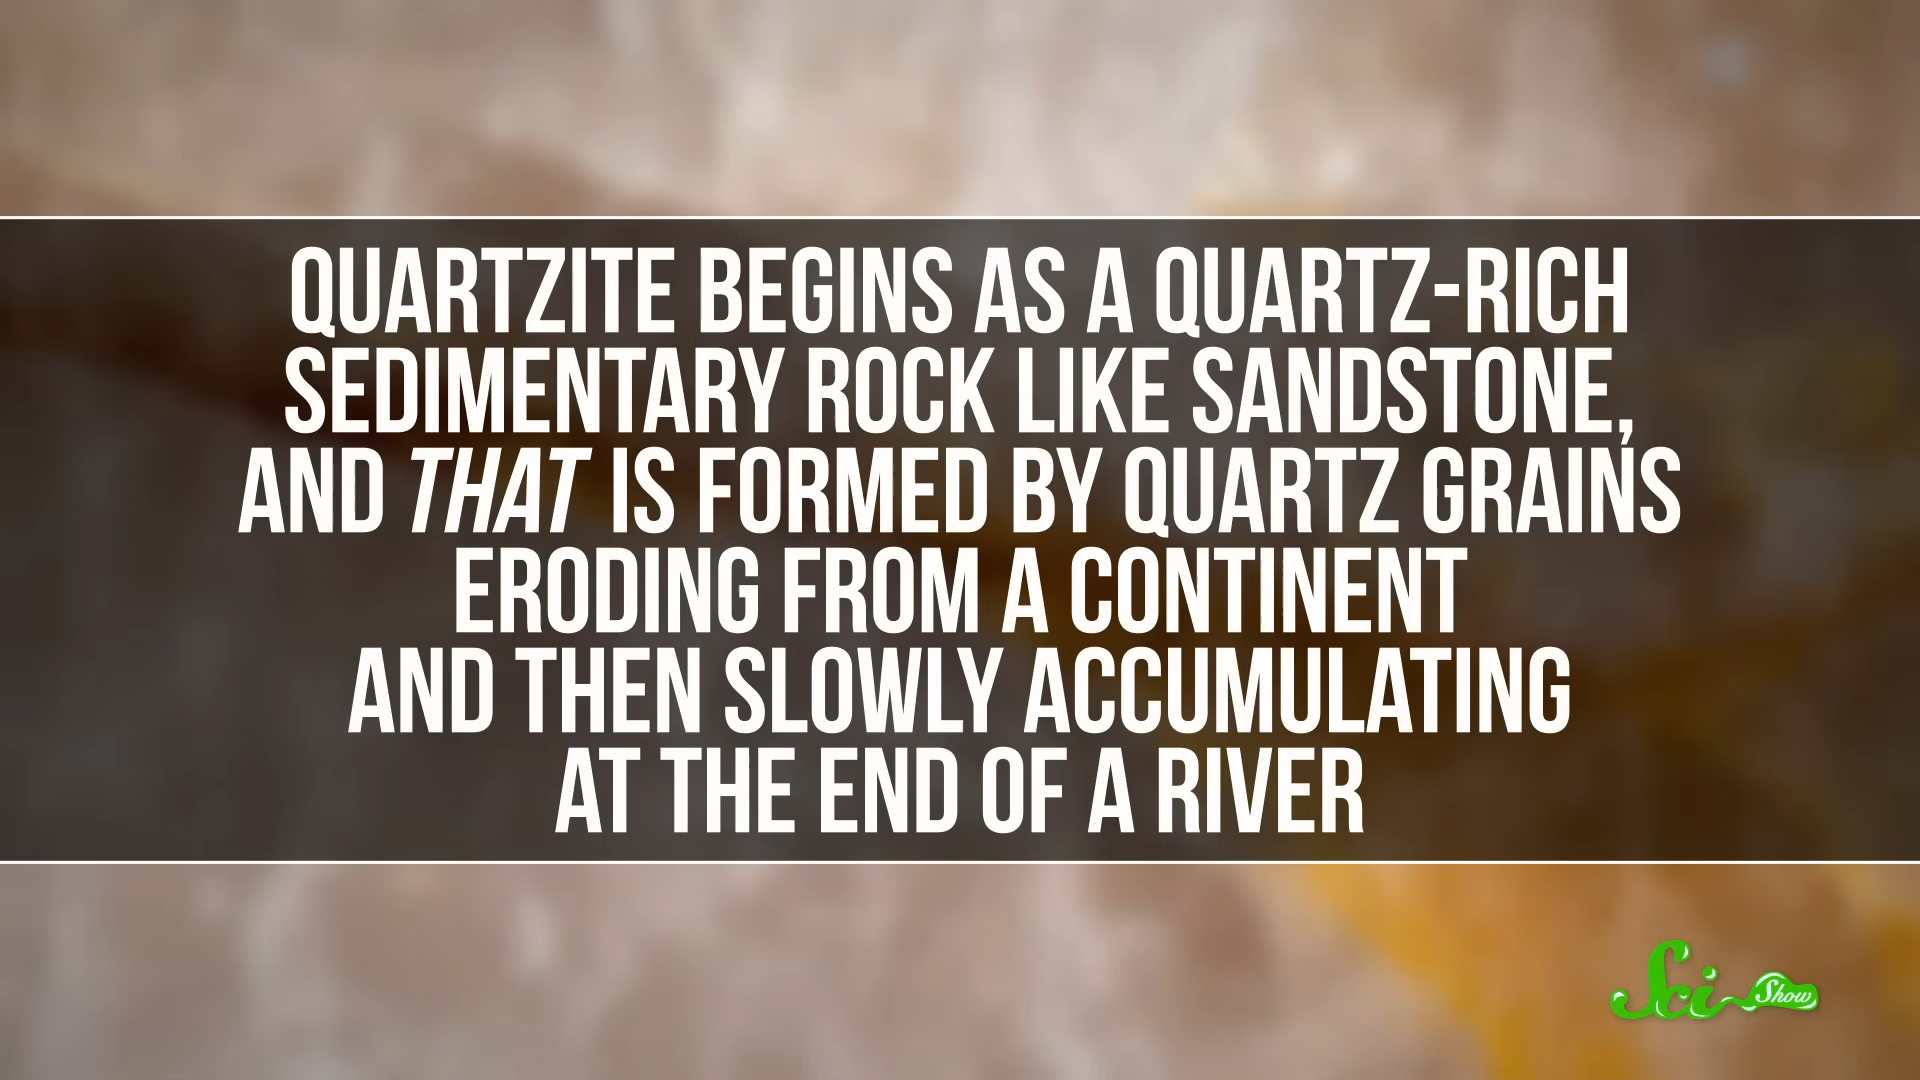 QUARTZITE BEGINS AS A QUARTZ-RICH
SEDIMENTARY ROCK LIKE SANDSTONE,
AND THAT IS FORMED BY QUARTZ GRAINS
ERODING FROM A CONTINENT
AND THEN SLOWLY ACCUMULATING
AT THE END OF A RIVER
Sci Show